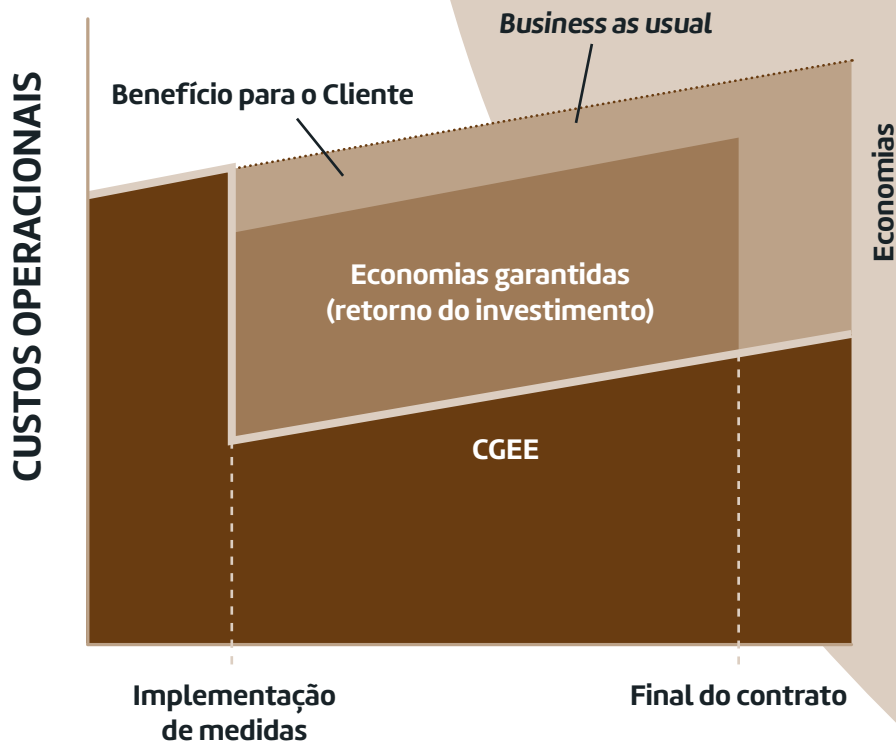 Business as usual
Benefício para o Cliente
CUSTOS OPERACIONAIS
Economias
Economias garantidas
(retorno do investimento)
CGEE
Implementação
de medidas
Final do contrato